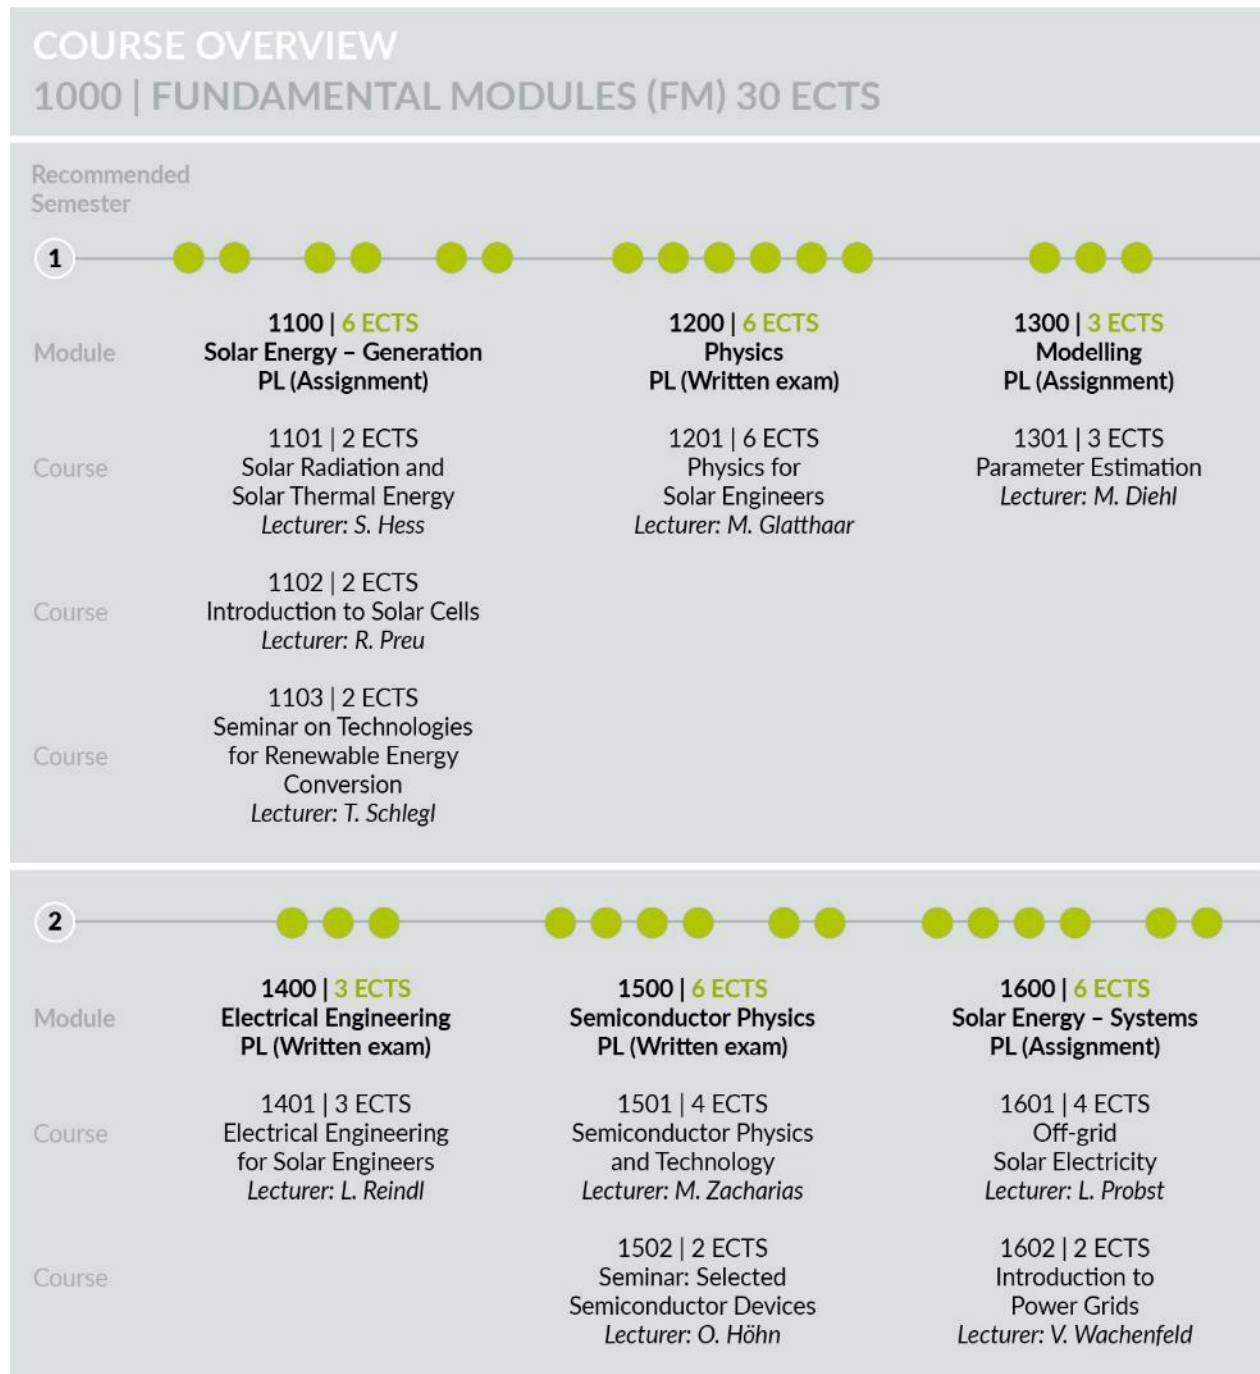 COURSE OVERVIEW
1000 | FUNDAMENTAL MODULES (FM) 30 ECTS
Recommended
Semester
1
Module
1100 | 6 ECTS
Solar Energy – Generation
PL (Assignment)
1200 | 6 ECTS
Physics
PL (Written exam)
1300 | 3 ECTS
Modelling
PL (Assignment)
Course
1101 | 2 ECTS
Solar Radiation and
Solar Thermal Energy
Lecturer: S. Hess
1201 | 6 ECTS
Physics for
Solar Engineers
Lecturer: M. Glatthaar
1301 | 3 ECTS
Parameter Estimation
Lecturer: M. Diehl
Course
1102 | 2 ECTS
Introduction to Solar Cells
Lecturer: R. Preu
Course
1103 | 2 ECTS
Seminar on Technologies
for Renewable Energy
Conversion
Lecturer: T. Schlegl
2
Module
1400 | 3 ECTS
Electrical Engineering
PL (Written exam)
1500 | 6 ECTS
Semiconductor Physics
PL (Written exam)
1600 | 6 ECTS
Solar Energy – Systems
PL (Assignment)
Course
1401 | 3 ECTS
Electrical Engineering
for Solar Engineers
Lecturer: L. Reindl
1501 | 4 ECTS
Semiconductor Physics
and Technology
Lecturer: M. Zacharias
1601 | 4 ECTS
Off-grid
Solar Electricity
Lecturer: L. Probst
Course
1502 | 2 ECTS
Seminar: Selected
Semiconductor Devices
Lecturer: O. Höhn
1602 | 2 ECTS
Introduction to
Power Grids
Lecturer: V. Wachenfeld